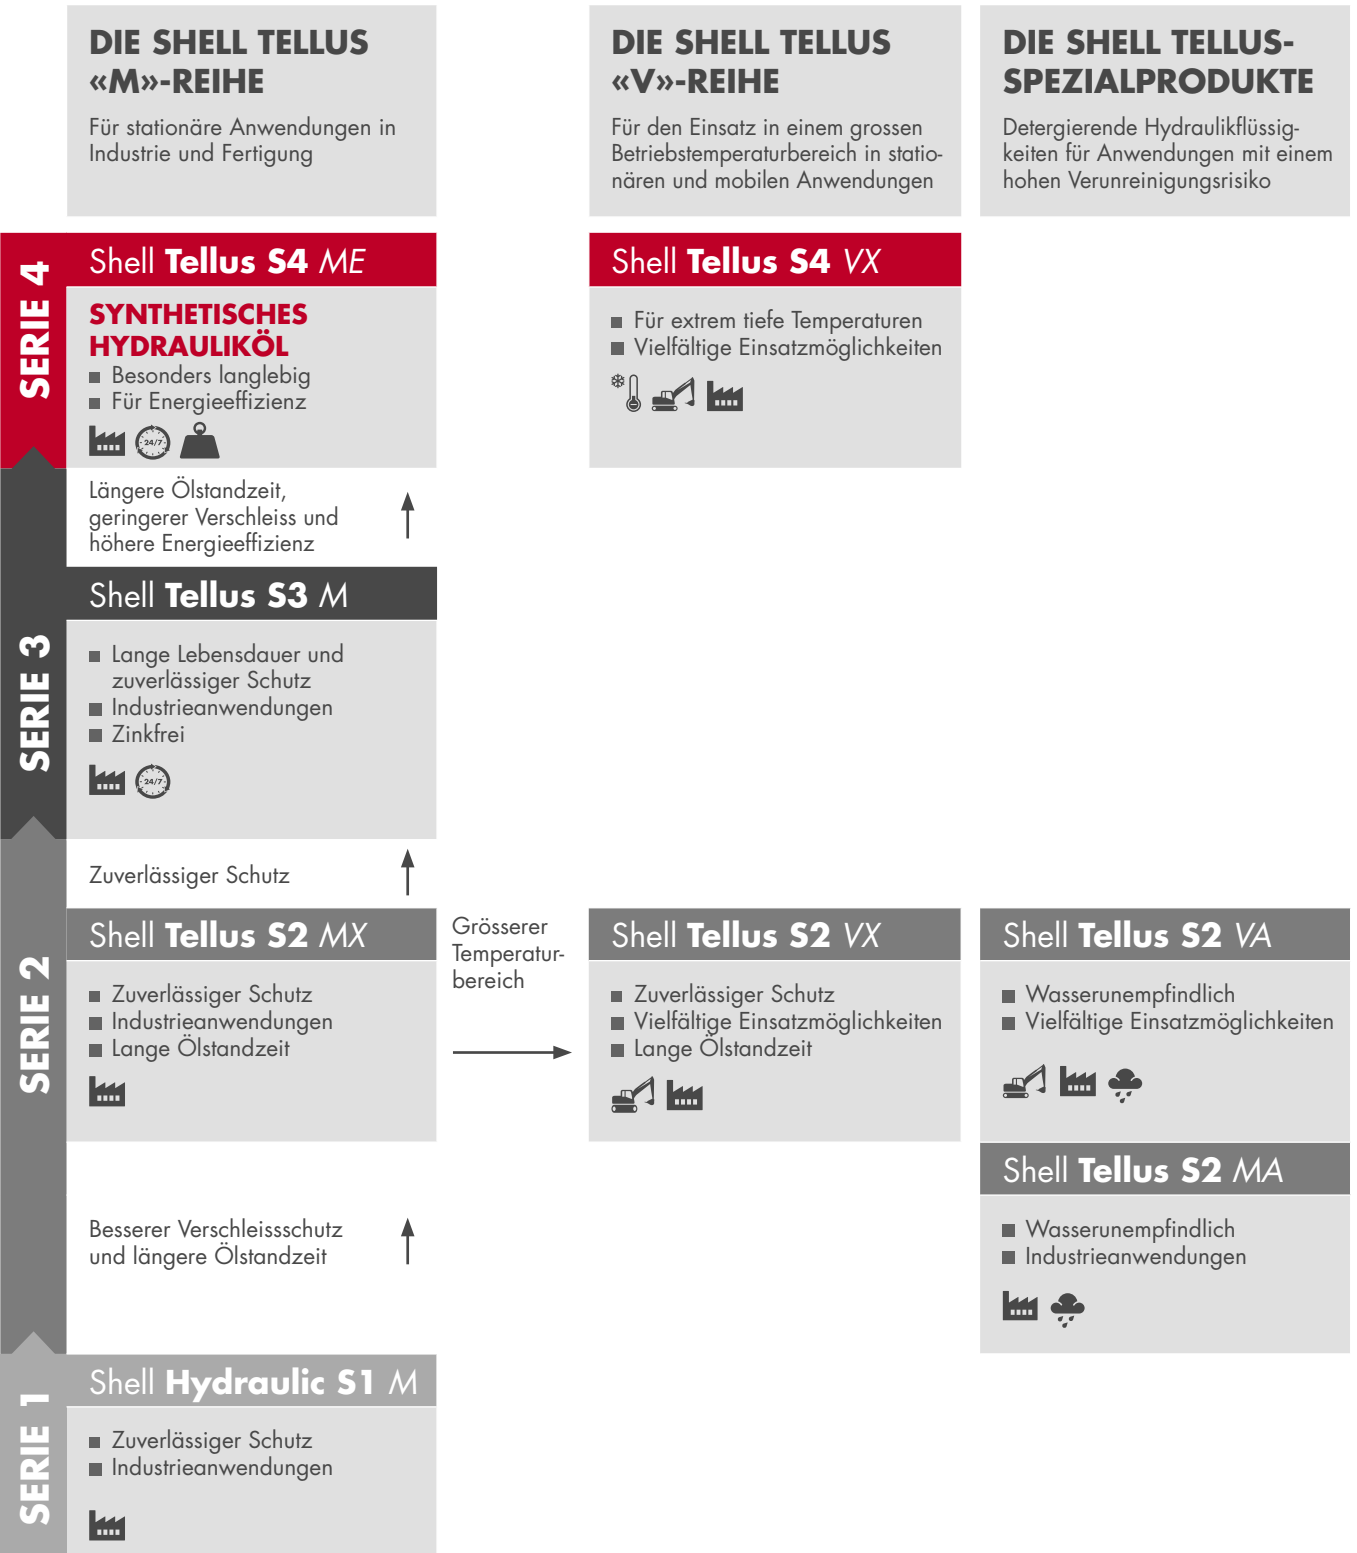 DIE SHELL TELLUS
«M»-REIHE
Für stationäre Anwendungen in
Industrie und Fertigung
DIE SHELL TELLUS
«V»-REIHE
Für den Einsatz in einem grossen
Betriebstemperaturbereich in statio-
nären und mobilen Anwendungen
DIE SHELL TELLUS-
SPEZIALPRODUKTE
Detergierende Hydraulikflüssig-
keiten für Anwendungen mit einem
hohen Verunreinigungsrisiko
SERIE 4
Shell Tellus S4 ME
SYNTHETISCHES
HYDRAULIKÖL
Besonders langlebig
Für Energieeffizienz
24/7
Shell Tellus S4 VX
Für extrem tiefe Temperaturen
Vielfältige Einsatzmöglichkeiten
Längere Ölstandzeit,
geringerer Verschleiss und
höhere Energieeffizienz
SERIE 3
Shell Tellus S3 M
Lange Lebensdauer und
zuverlässiger Schutz
Industrieanwendungen
Zinkfrei
24/7
Zuverlässiger Schutz
SERIE 2
Shell Tellus S2 MX
Zuverlässiger Schutz
Industrieanwendungen
Lange Ölstandzeit
Grösserer
Temperatur-
bereich
Shell Tellus S2 VX
Zuverlässiger Schutz
Vielfältige Einsatzmöglichkeiten
Lange Ölstandzeit
Shell Tellus S2 VA
Wasserunempfindlich
Vielfältige Einsatzmöglichkeiten
Shell Tellus S2 MA
Wasserunempfindlich
Industrieanwendungen
Besserer Verschleissschutz
und längere Ölstandzeit
SERIE 1
Shell Hydraulic S1 M
Zuverlässiger Schutz
Industrieanwendungen